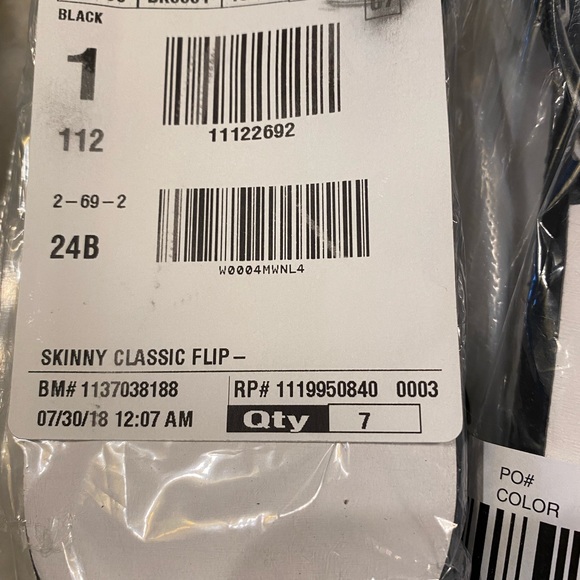 BLACK
1
112
11122692
2-69-2
24B
W0004MWNL4
SKINNY CLASSIC FLIP-
BM# 1137038188 RP# 1119950840 0003
07/30/18 12:07 AM Qty 7
PO#
COLOR